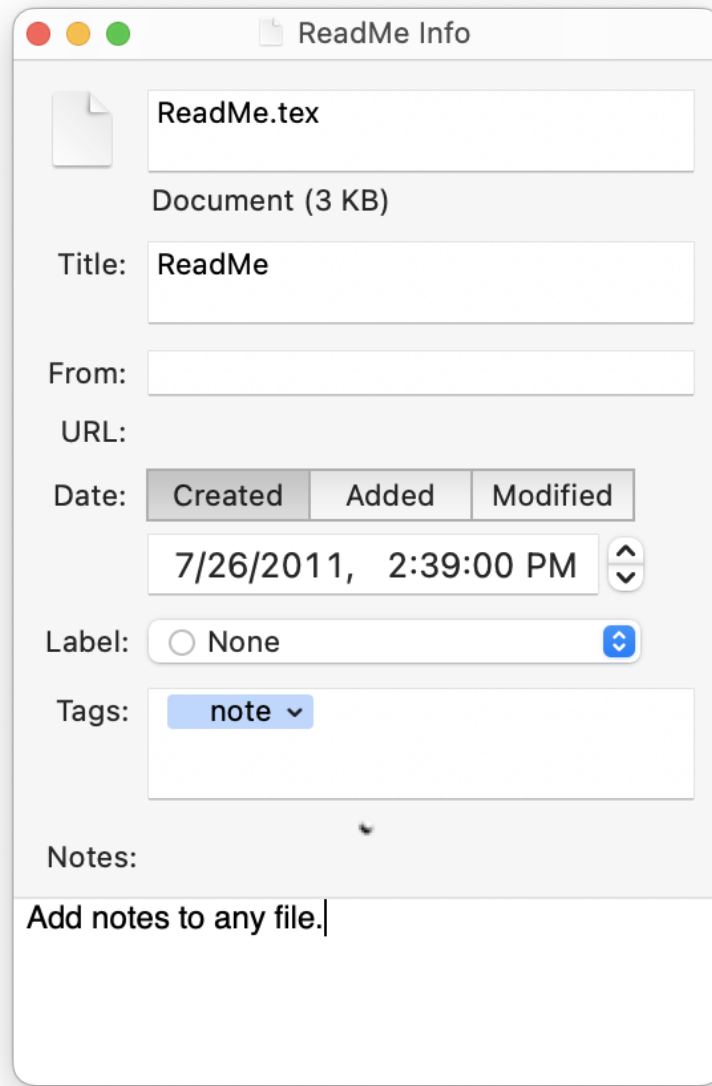 ReadMe Info
ReadMe.tex
Document (3 KB)
Title: ReadMe
From:
URL:
Date: Created Added Modified
7/26/2011, 2:39:00 PM
Label: None
Tags: note
Notes:
Add notes to any file.